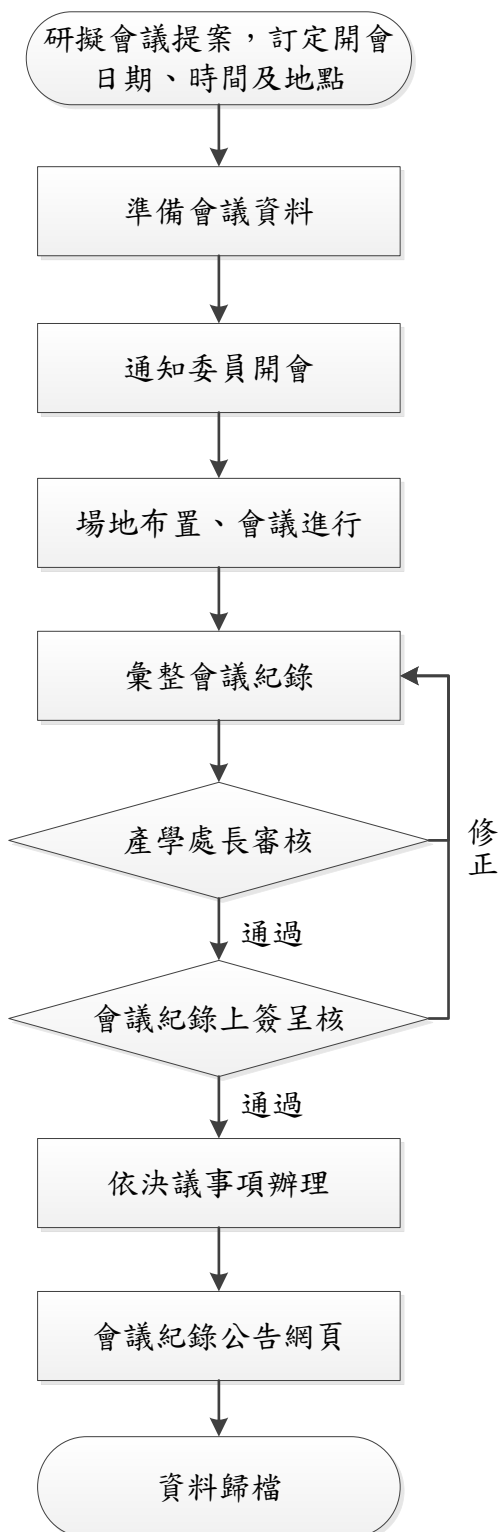 研擬會議提案，訂定開會
日期、時間及地點
準備會議資料
通知委員開會
場地布置、會議進行
彙整會議紀錄
產學處長審核
修
正
通過
會議紀錄上簽呈核
通過
依決議事項辦理
會議紀錄公告網頁
資料歸檔